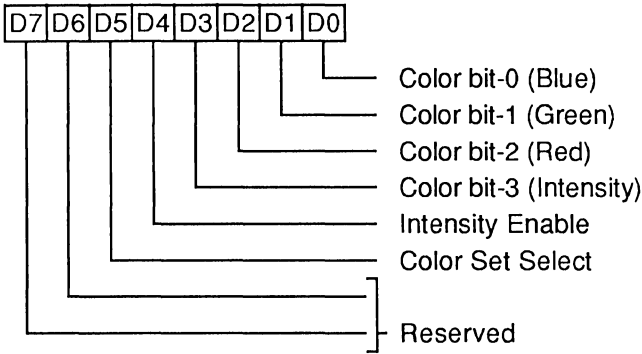 D7 D6 D5 D4 D3 D2 D1 D0
Color bit-0 (Blue)
Color bit-1 (Green)
Color bit-2 (Red)
Color bit-3 (Intensity)
Intensity Enable
Color Set Select
Reserved